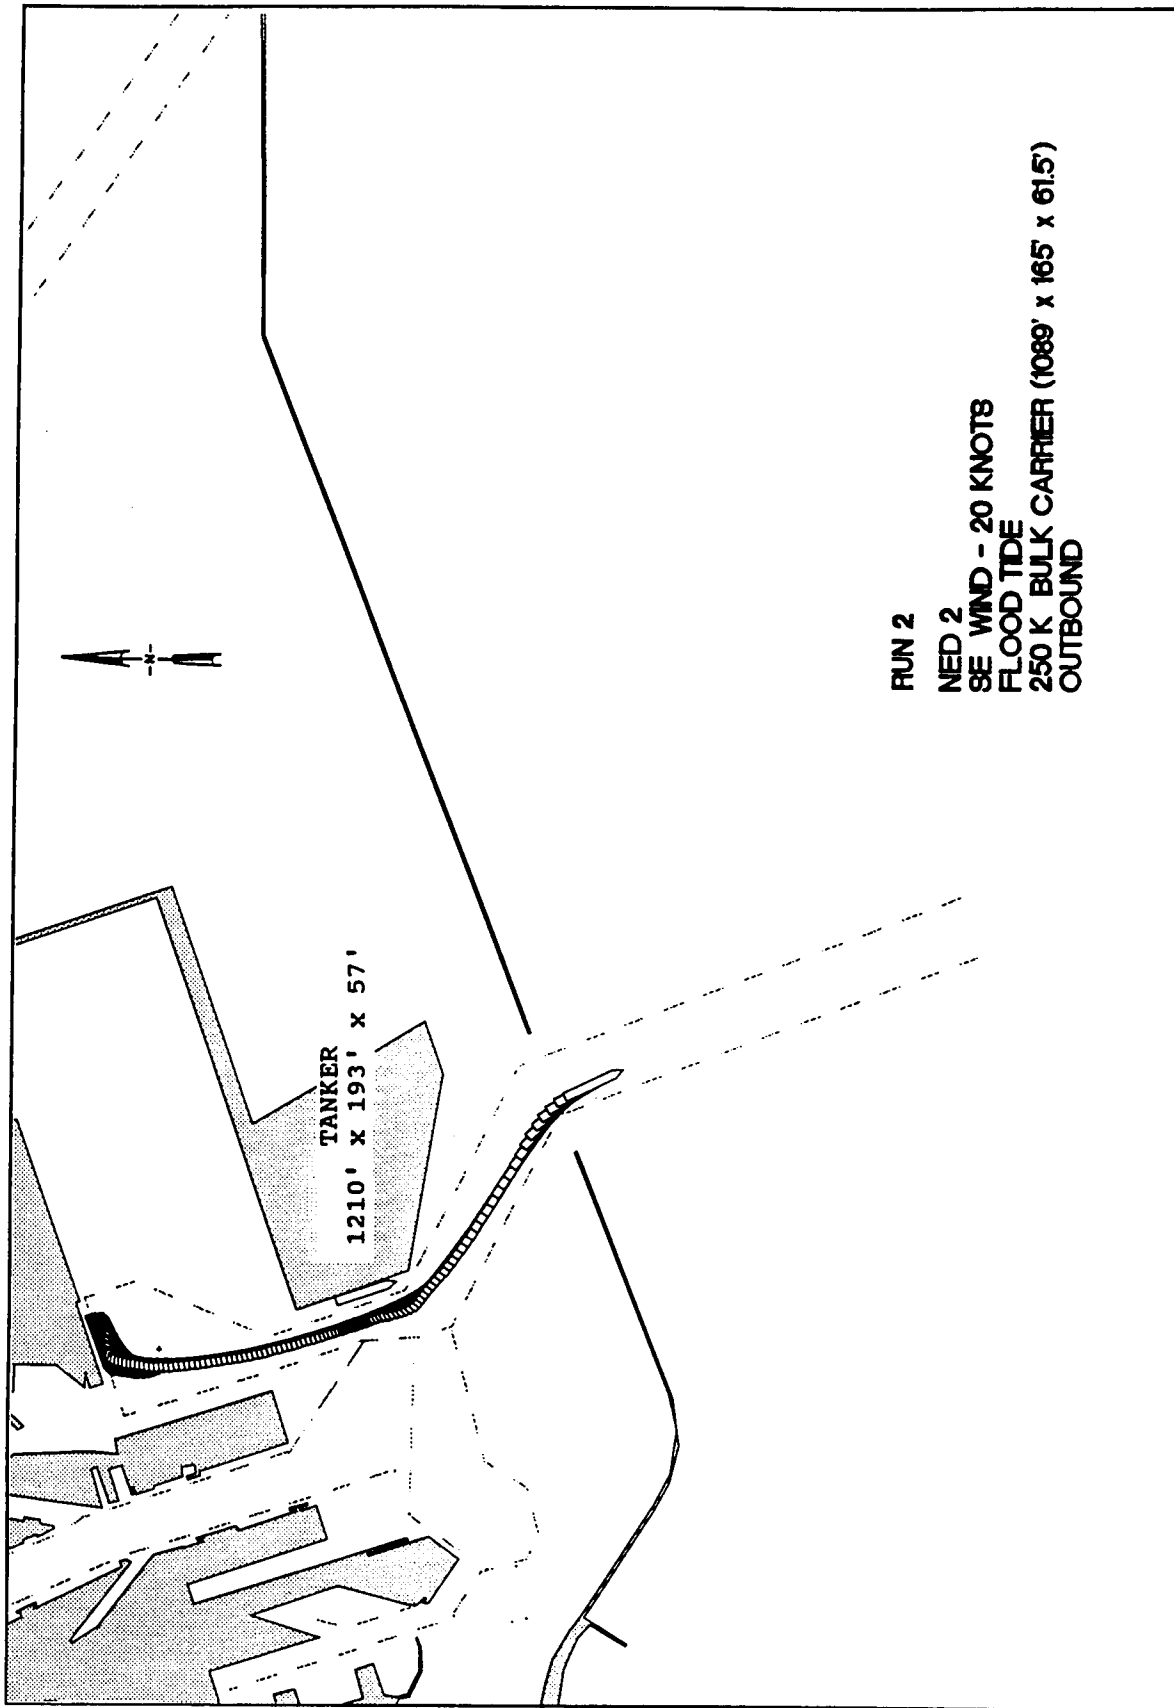 -N-
TANKER
1210' x 193' x 57'
RUN 2
NED 2
SE WIND - 20 KNOTS
FLOOD TIDE
250 K BULK CARRIER (1089' x 165' x 61.5')
OUTBOUND